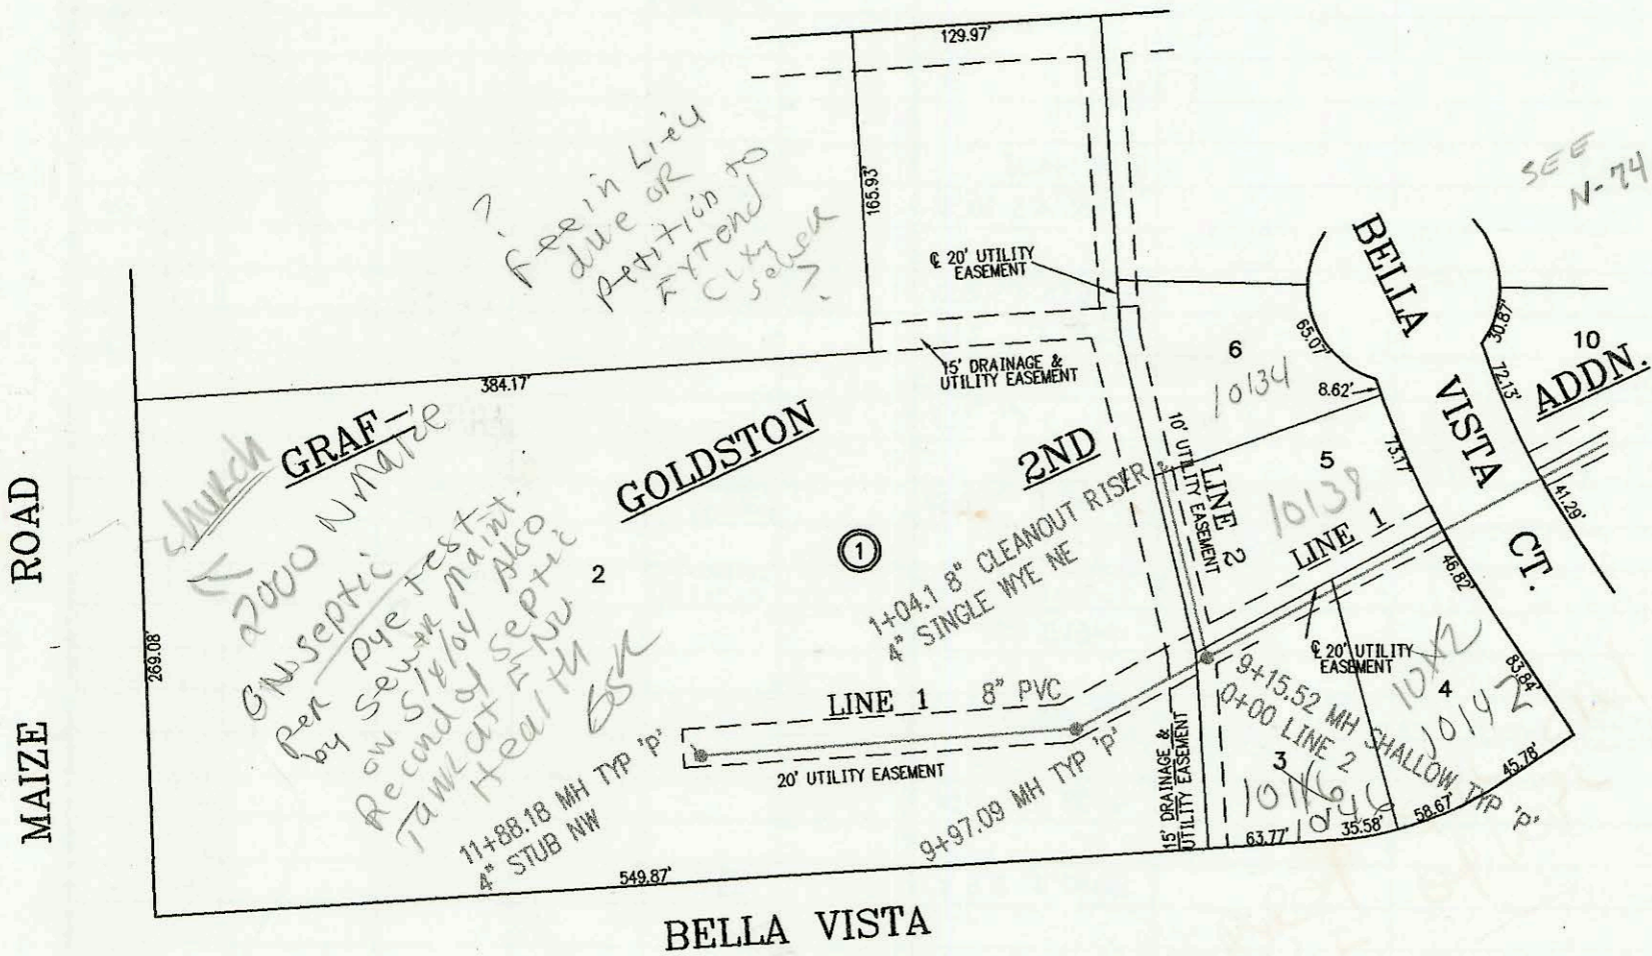 129.97'
165.93'
?
Fee in Lieu
due OR
petition to
EXTEND
City
sewer
?
SEE
N-74
℄ 20' UTILITY
EASEMENT
15' DRAINAGE &
UTILITY EASEMENT
BELLA
VISTA
CT.
65.07'
30.87'
72.13'
10
ADDN.
6
10134
8.62'
73.17'
41.29'
5
10138
LINE 1
46.82'
10' UTILITY
EASEMENT
LINE 2
384.17'
GRAF-
GOLDSTON
2ND
church
2000 N Maize
ON Septic
per Dye test
by Sewer Maint.
on 5/4/04 Also
Record of Septic
Tank at Env
Health
GSK
2
1
1+04.1 8" CLEANOUT RISER
4" SINGLE WYE NE
LINE 1 8" PVC
20' UTILITY EASEMENT
11+88.18 MH TYP 'P'
4" STUB NW
9+97.09 MH TYP 'P'
15' DRAINAGE &
UTILITY EASEMENT
9+15.52 MH SHALLOW TYP 'P'
0+00 LINE 2
℄ 20' UTILITY
EASEMENT
83.84'
4
10142
3
10146
45.78'
58.67'
35.58'
63.77'
269.08'
549.87'
MAIZE ROAD
BELLA VISTA